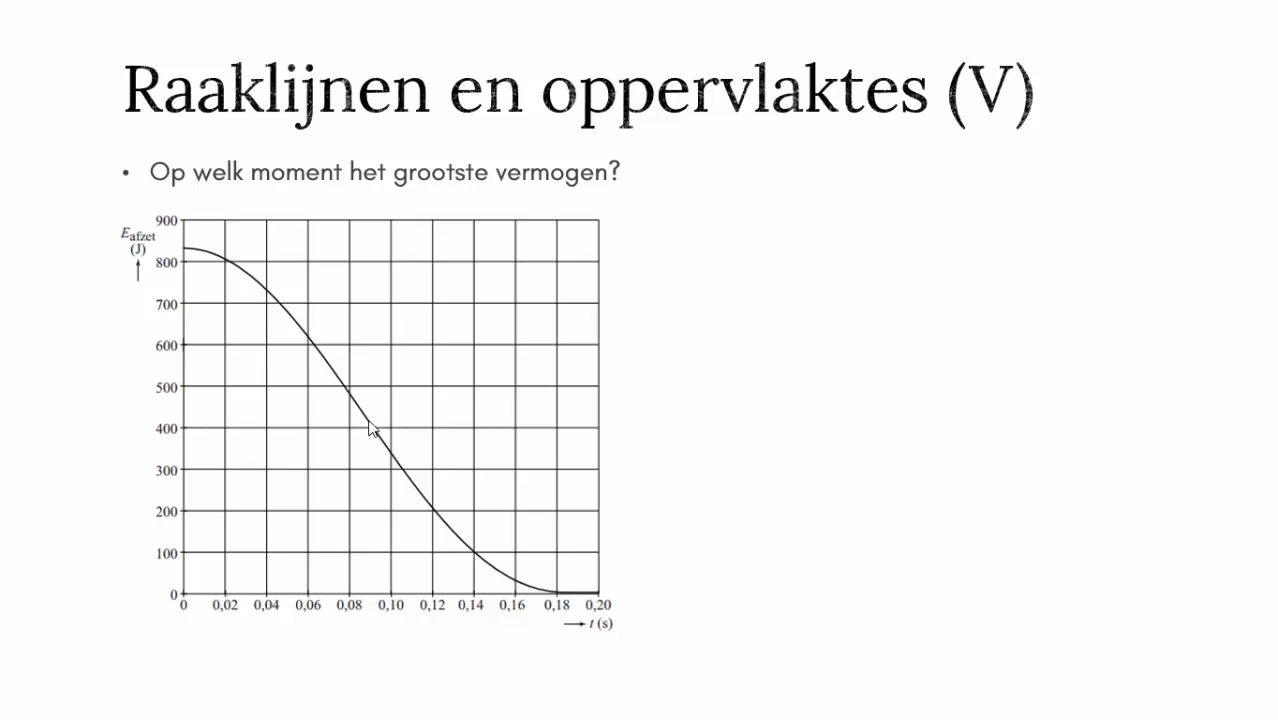 Raaklijnen en oppervlaktes (V)
• Op welk moment het grootste vermogen?
E afzet
(J)
900
800
700
600
500
400
300
200
100
0
0 0,02 0,04 0,06 0,08 0,10 0,12 0,14 0,16 0,18 0,20
t (s)